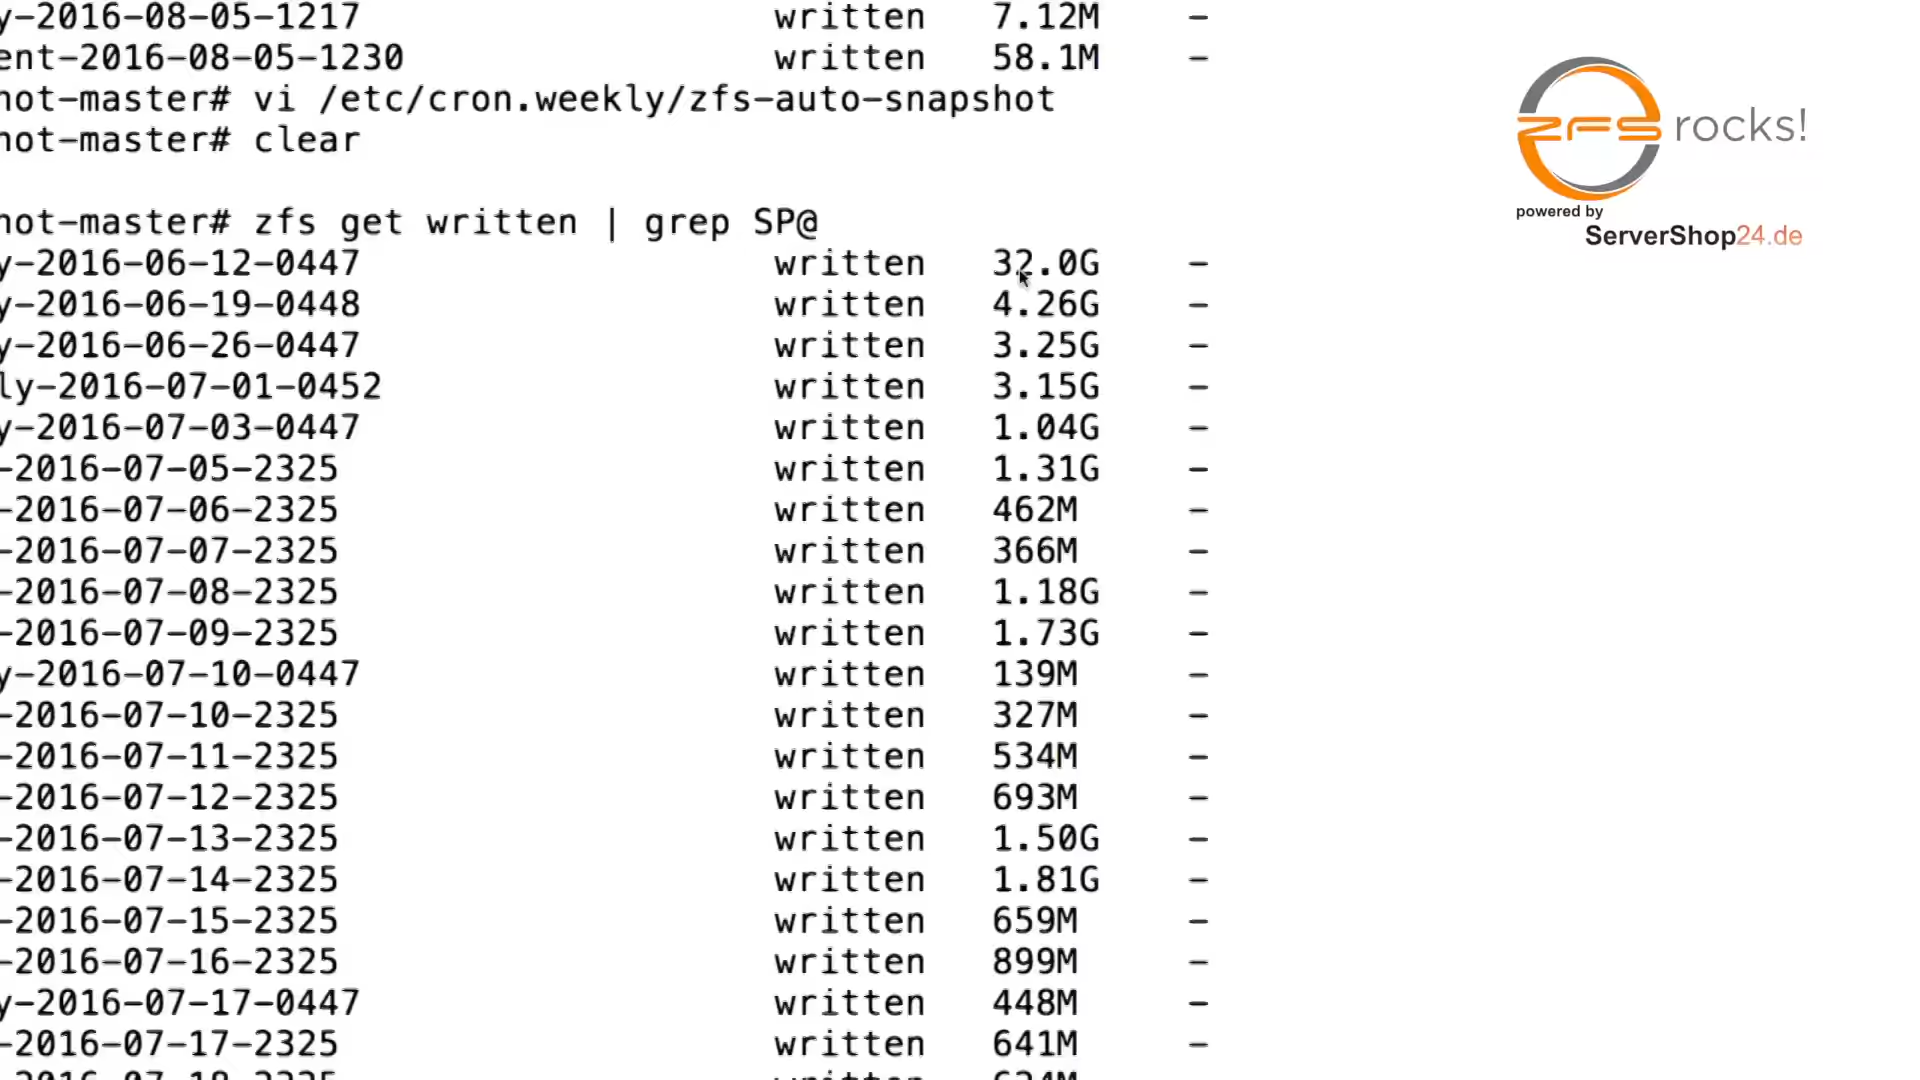 y-2016-08-05-1217 written 7.12M -
ent-2016-08-05-1230 written 58.1M -
not-master# vi /etc/cron.weekly/zfs-auto-snapshot
not-master# clear
not-master# zfs get written | grep SP@
y-2016-06-12-0447 written 32.0G -
y-2016-06-19-0448 written 4.26G -
y-2016-06-26-0447 written 3.25G -
ly-2016-07-01-0452 written 3.15G -
y-2016-07-03-0447 written 1.04G -
-2016-07-05-2325 written 1.31G -
-2016-07-06-2325 written 462M -
-2016-07-07-2325 written 366M -
-2016-07-08-2325 written 1.18G -
-2016-07-09-2325 written 1.73G -
y-2016-07-10-0447 written 139M -
-2016-07-10-2325 written 327M -
-2016-07-11-2325 written 534M -
-2016-07-12-2325 written 693M -
-2016-07-13-2325 written 1.50G -
-2016-07-14-2325 written 1.81G -
-2016-07-15-2325 written 659M -
-2016-07-16-2325 written 899M -
y-2016-07-17-0447 written 448M -
-2016-07-17-2325 written 641M -
ZFS rocks!
powered by
ServerShop24.de